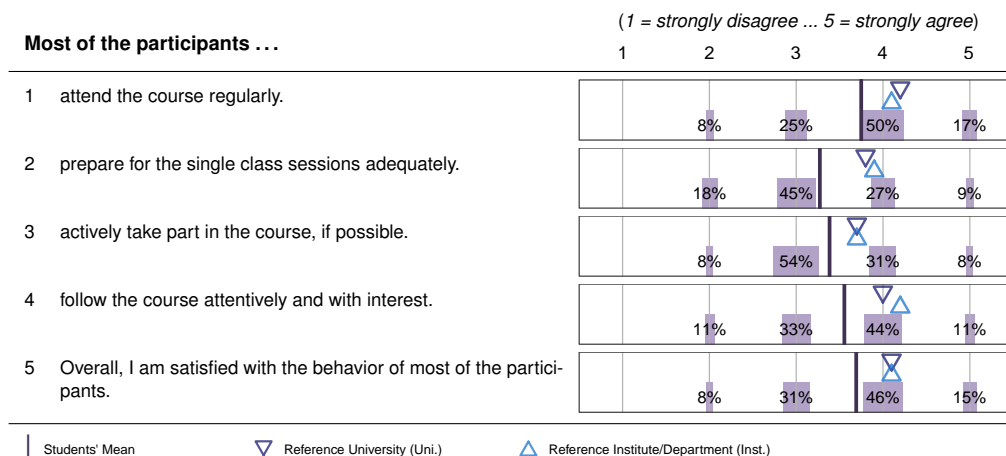 (1 = strongly disagree ... 5 = strongly agree)
Most of the participants . . .
1 2 3 4 5
1 attend the course regularly.
8% 25% 50% 17%
2 prepare for the single class sessions adequately.
18% 45% 27% 9%
3 actively take part in the course, if possible.
8% 54% 31% 8%
4 follow the course attentively and with interest.
11% 33% 44% 11%
5 Overall, I am satisfied with the behavior of most of the partici-
pants.
8% 31% 46% 15%
Students' Mean Reference University (Uni.) Reference Institute/Department (Inst.)